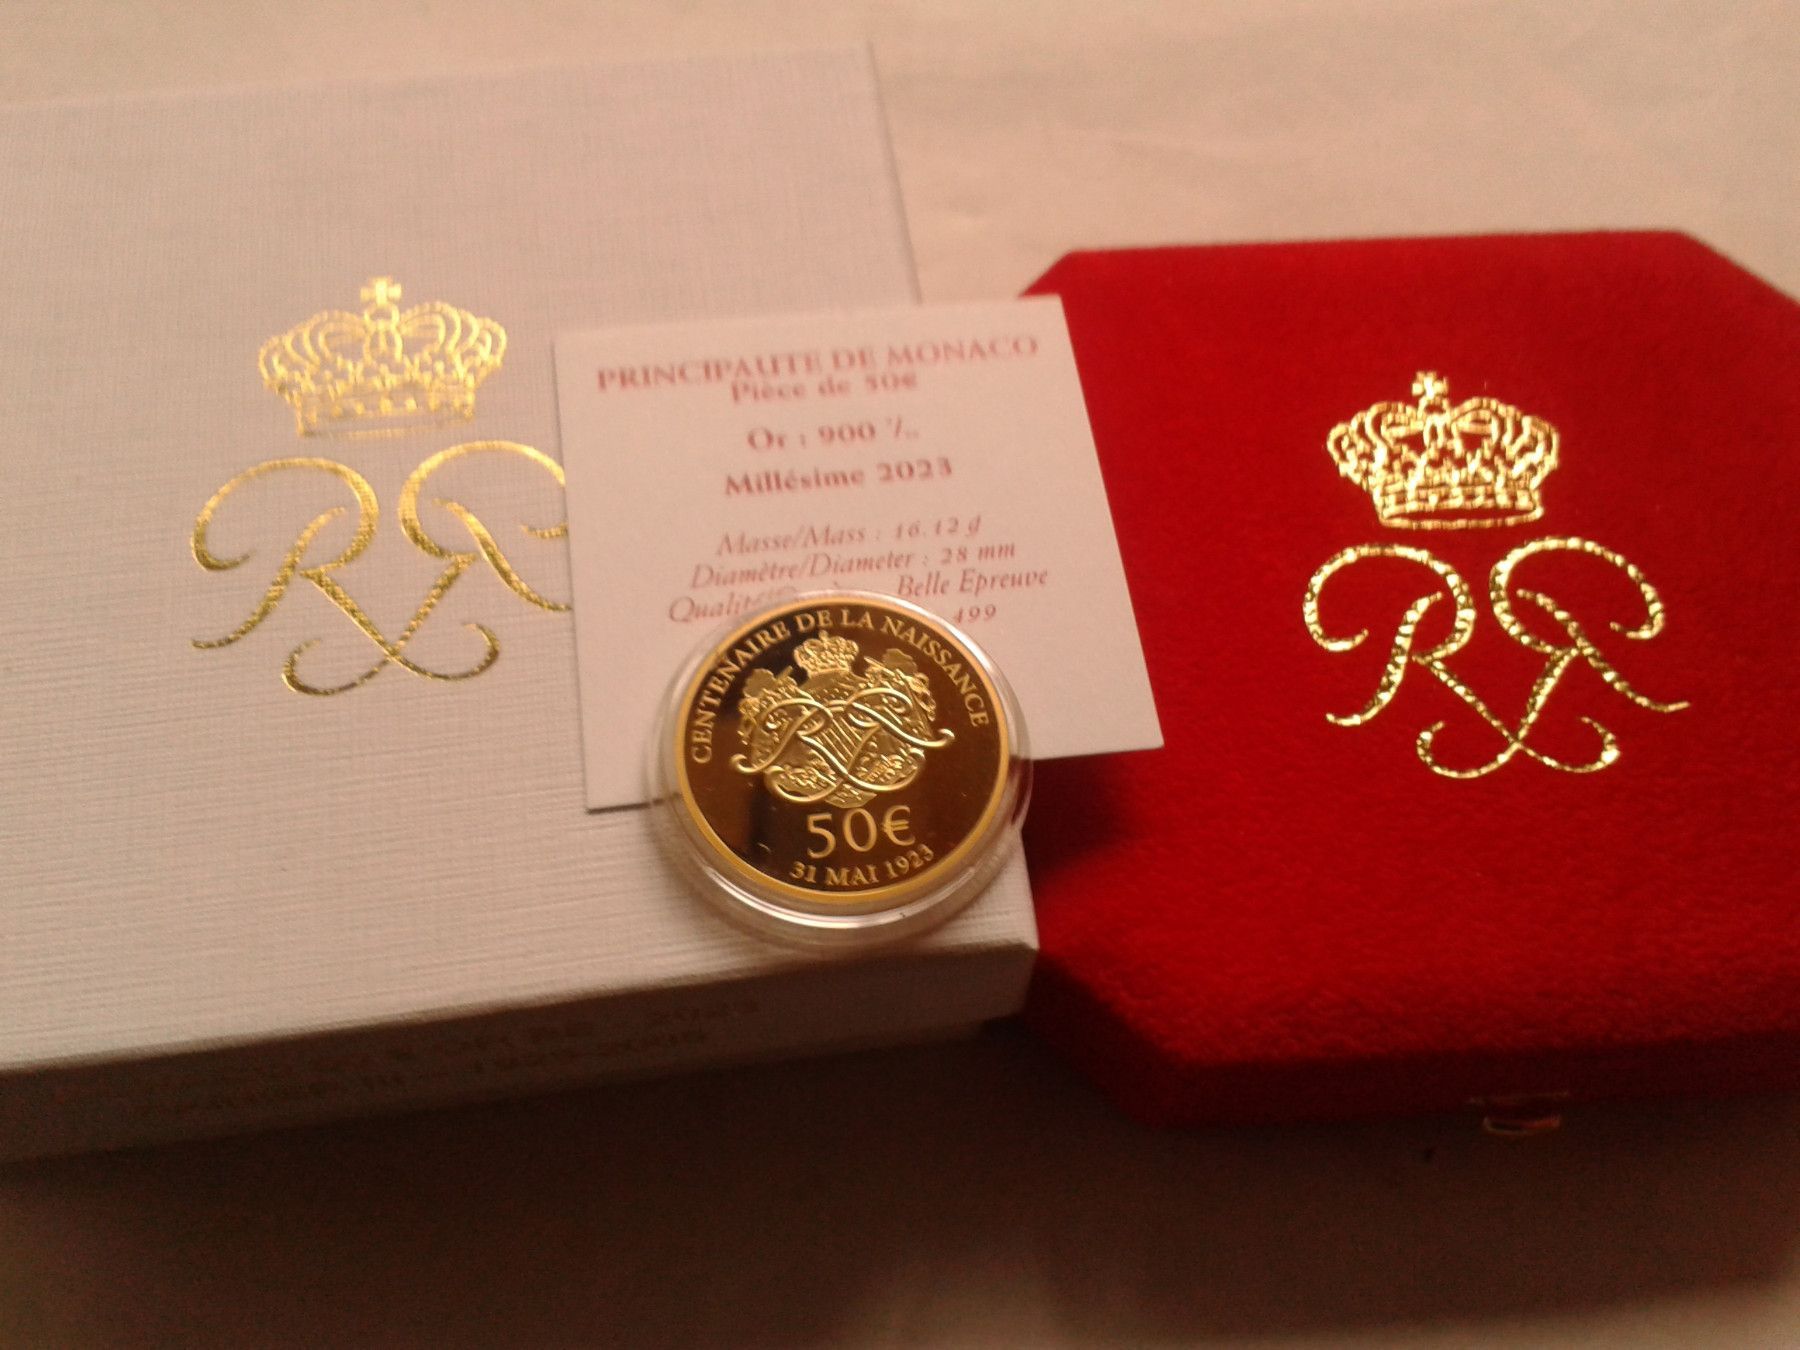 PRINCIPAUTE DE MONACO
Pièce de 50€
Or : 900
Millésime 2023
Masse/Mass : 16.12 g
Diamètre/Diameter : 28 mm
Belle Epreuve
499
CENTENAIRE DE LA NAISSANCE
50€
31 MAI 1923